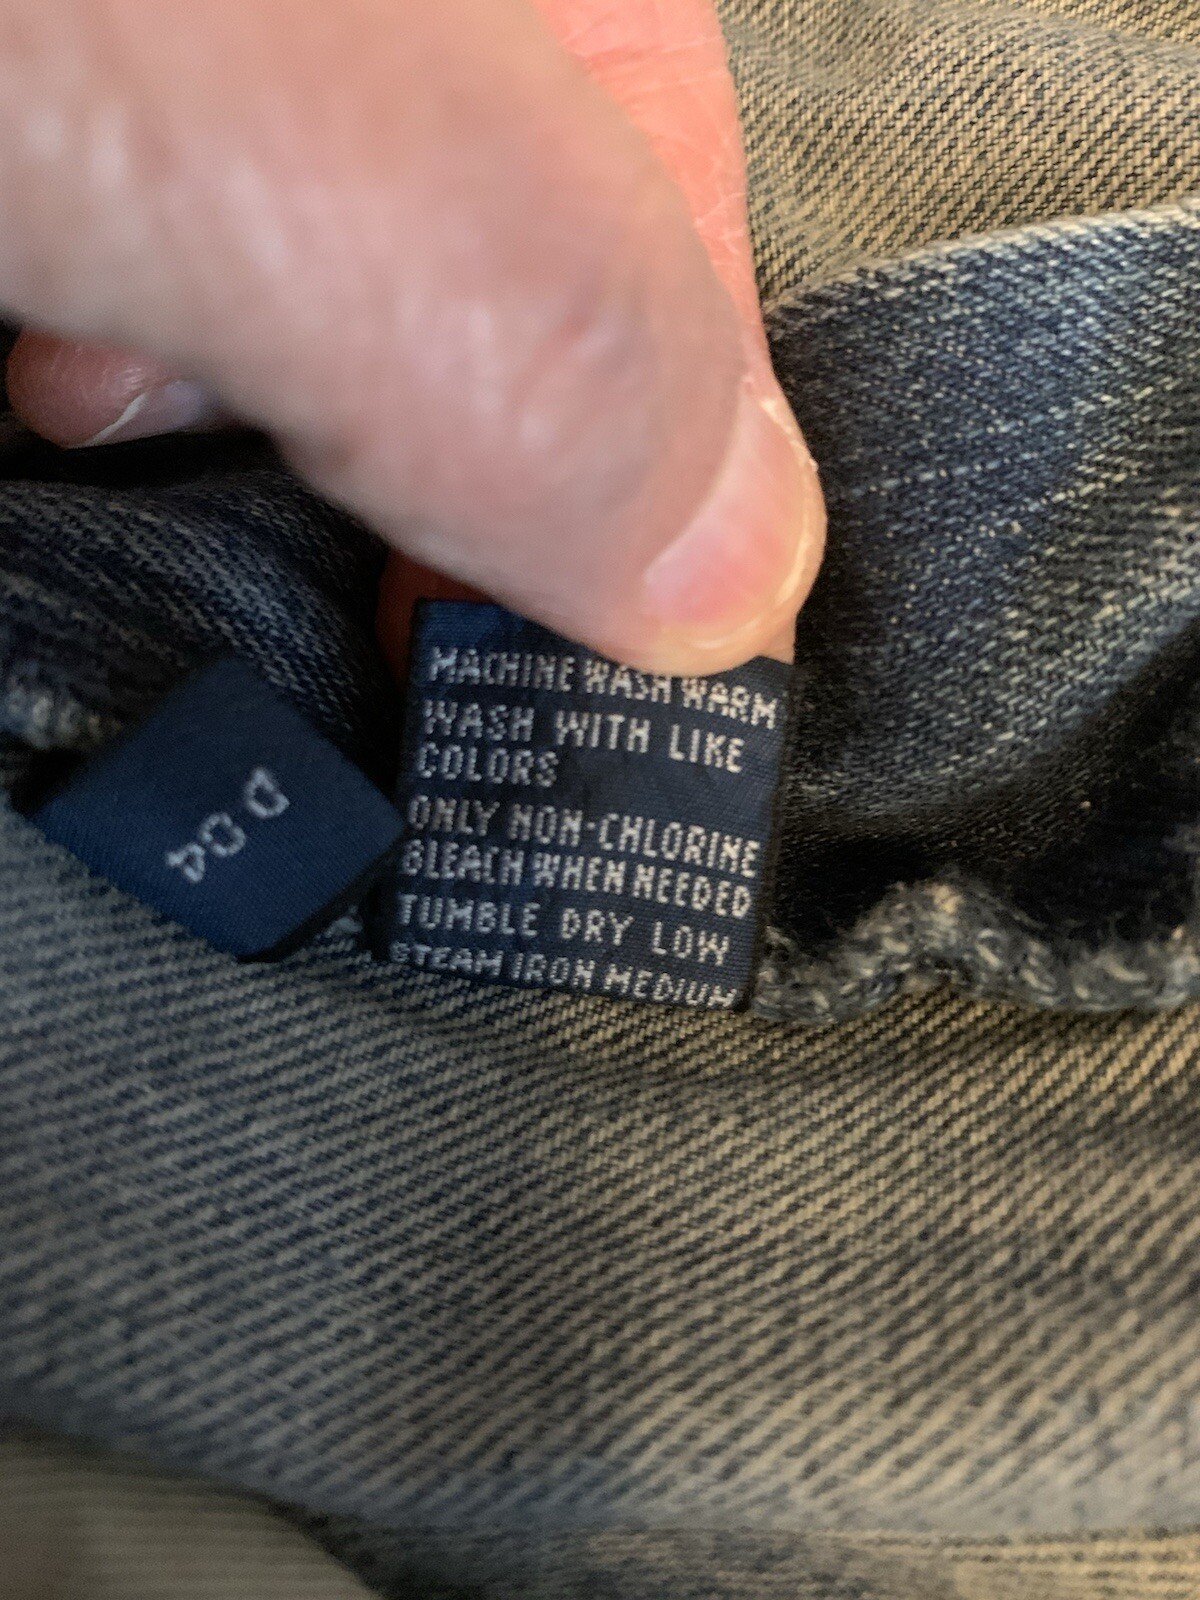 MACHINE WASH WARM
WASH WITH LIKE
COLORS
ONLY NON-CHLORINE
BLEACH WHEN NEEDED
TUMBLE DRY LOW
STEAM IRON MEDIUM
D04